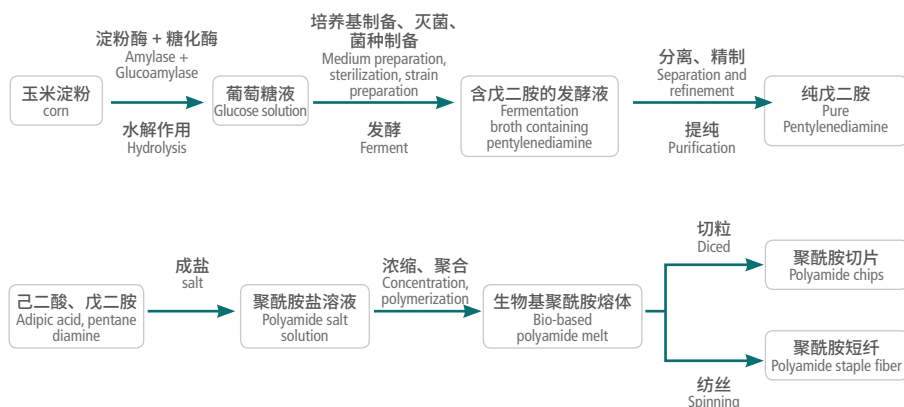 玉米淀粉
corn
淀粉酶 + 糖化酶
Amylase +
Glucoamylase
水解作用
Hydrolysis
葡萄糖液
Glucose solution
培养基制备、灭菌、
菌种制备
Medium preparation,
sterilization, strain
preparation
发酵
Ferment
含戊二胺的发酵液
Fermentation
broth containing
pentylenediamine
分离、精制
Separation and
refinement
提纯
Purification
纯戊二胺
Pure
Pentylenediamine
己二酸、戊二胺
Adipic acid, pentane
diamine
成盐
salt
聚酰胺盐溶液
Polyamide salt
solution
浓缩、聚合
Concentration,
polymerization
生物基聚酰胺熔体
Bio-based
polyamide melt
切粒
Diced
聚酰胺切片
Polyamide chips
聚酰胺短纤
Polyamide staple fiber
纺丝
Spinning